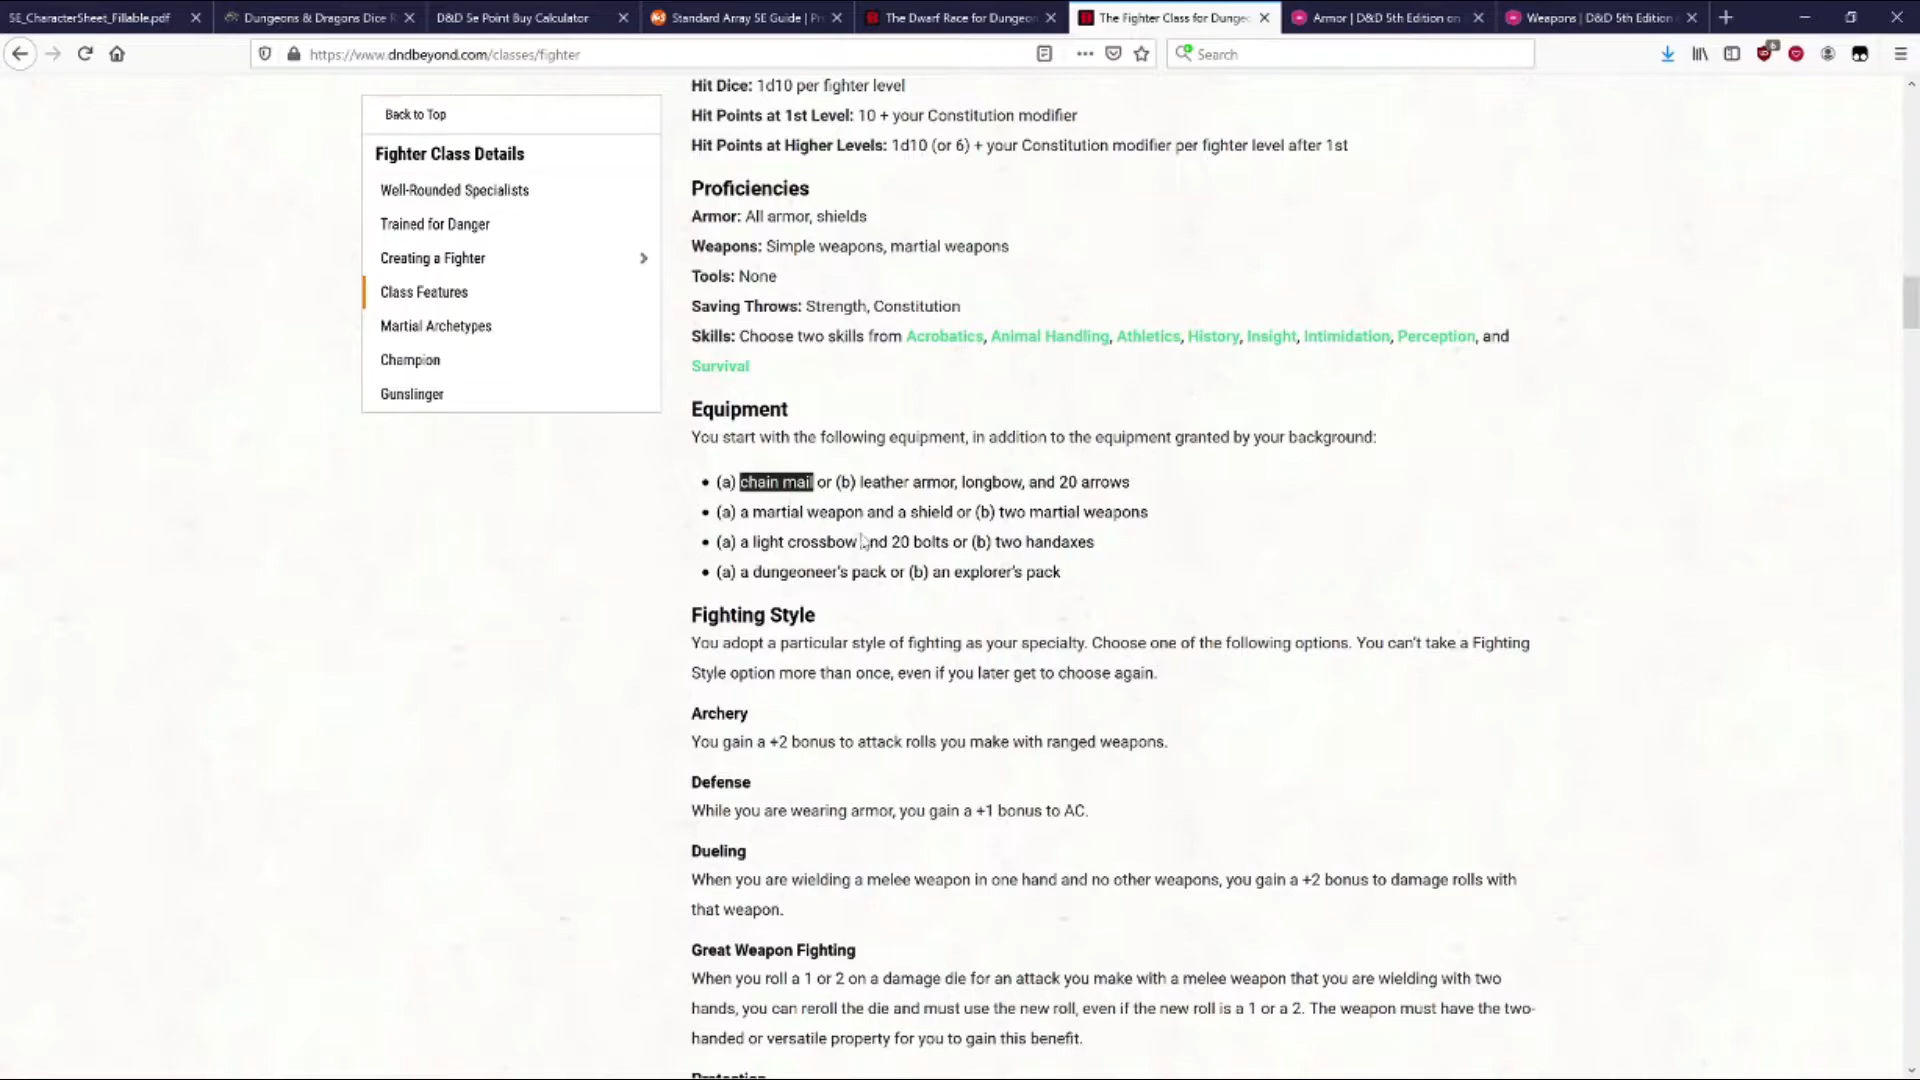 5E_CharacterSheet_Fillable.pdf
Dungeons & Dragons Dice R
D&D 5e Point Buy Calculator
Standard Array 5E Guide | Pr
The Dwarf Race for Dungeon
The Fighter Class for Dungeo
Armor | D&D 5th Edition on
Weapons | D&D 5th Edition
https://www.dndbeyond.com/classes/fighter
Search
Back to Top
Fighter Class Details
Well-Rounded Specialists
Trained for Danger
Creating a Fighter
Class Features
Martial Archetypes
Champion
Gunslinger
Hit Dice: 1d10 per fighter level
Hit Points at 1st Level: 10 + your Constitution modifier
Hit Points at Higher Levels: 1d10 (or 6) + your Constitution modifier per fighter level after 1st
Proficiencies
Armor: All armor, shields
Weapons: Simple weapons, martial weapons
Tools: None
Saving Throws: Strength, Constitution
Skills: Choose two skills from Acrobatics, Animal Handling, Athletics, History, Insight, Intimidation, Perception, and
Survival
Equipment
You start with the following equipment, in addition to the equipment granted by your background:
• (a) chain mail or (b) leather armor, longbow, and 20 arrows
• (a) a martial weapon and a shield or (b) two martial weapons
• (a) a light crossbow and 20 bolts or (b) two handaxes
• (a) a dungeoneer's pack or (b) an explorer's pack
Fighting Style
You adopt a particular style of fighting as your specialty. Choose one of the following options. You can't take a Fighting
Style option more than once, even if you later get to choose again.
Archery
You gain a +2 bonus to attack rolls you make with ranged weapons.
Defense
While you are wearing armor, you gain a +1 bonus to AC.
Dueling
When you are wielding a melee weapon in one hand and no other weapons, you gain a +2 bonus to damage rolls with
that weapon.
Great Weapon Fighting
When you roll a 1 or 2 on a damage die for an attack you make with a melee weapon that you are wielding with two
hands, you can reroll the die and must use the new roll, even if the new roll is a 1 or a 2. The weapon must have the two-
handed or versatile property for you to gain this benefit.
Protection